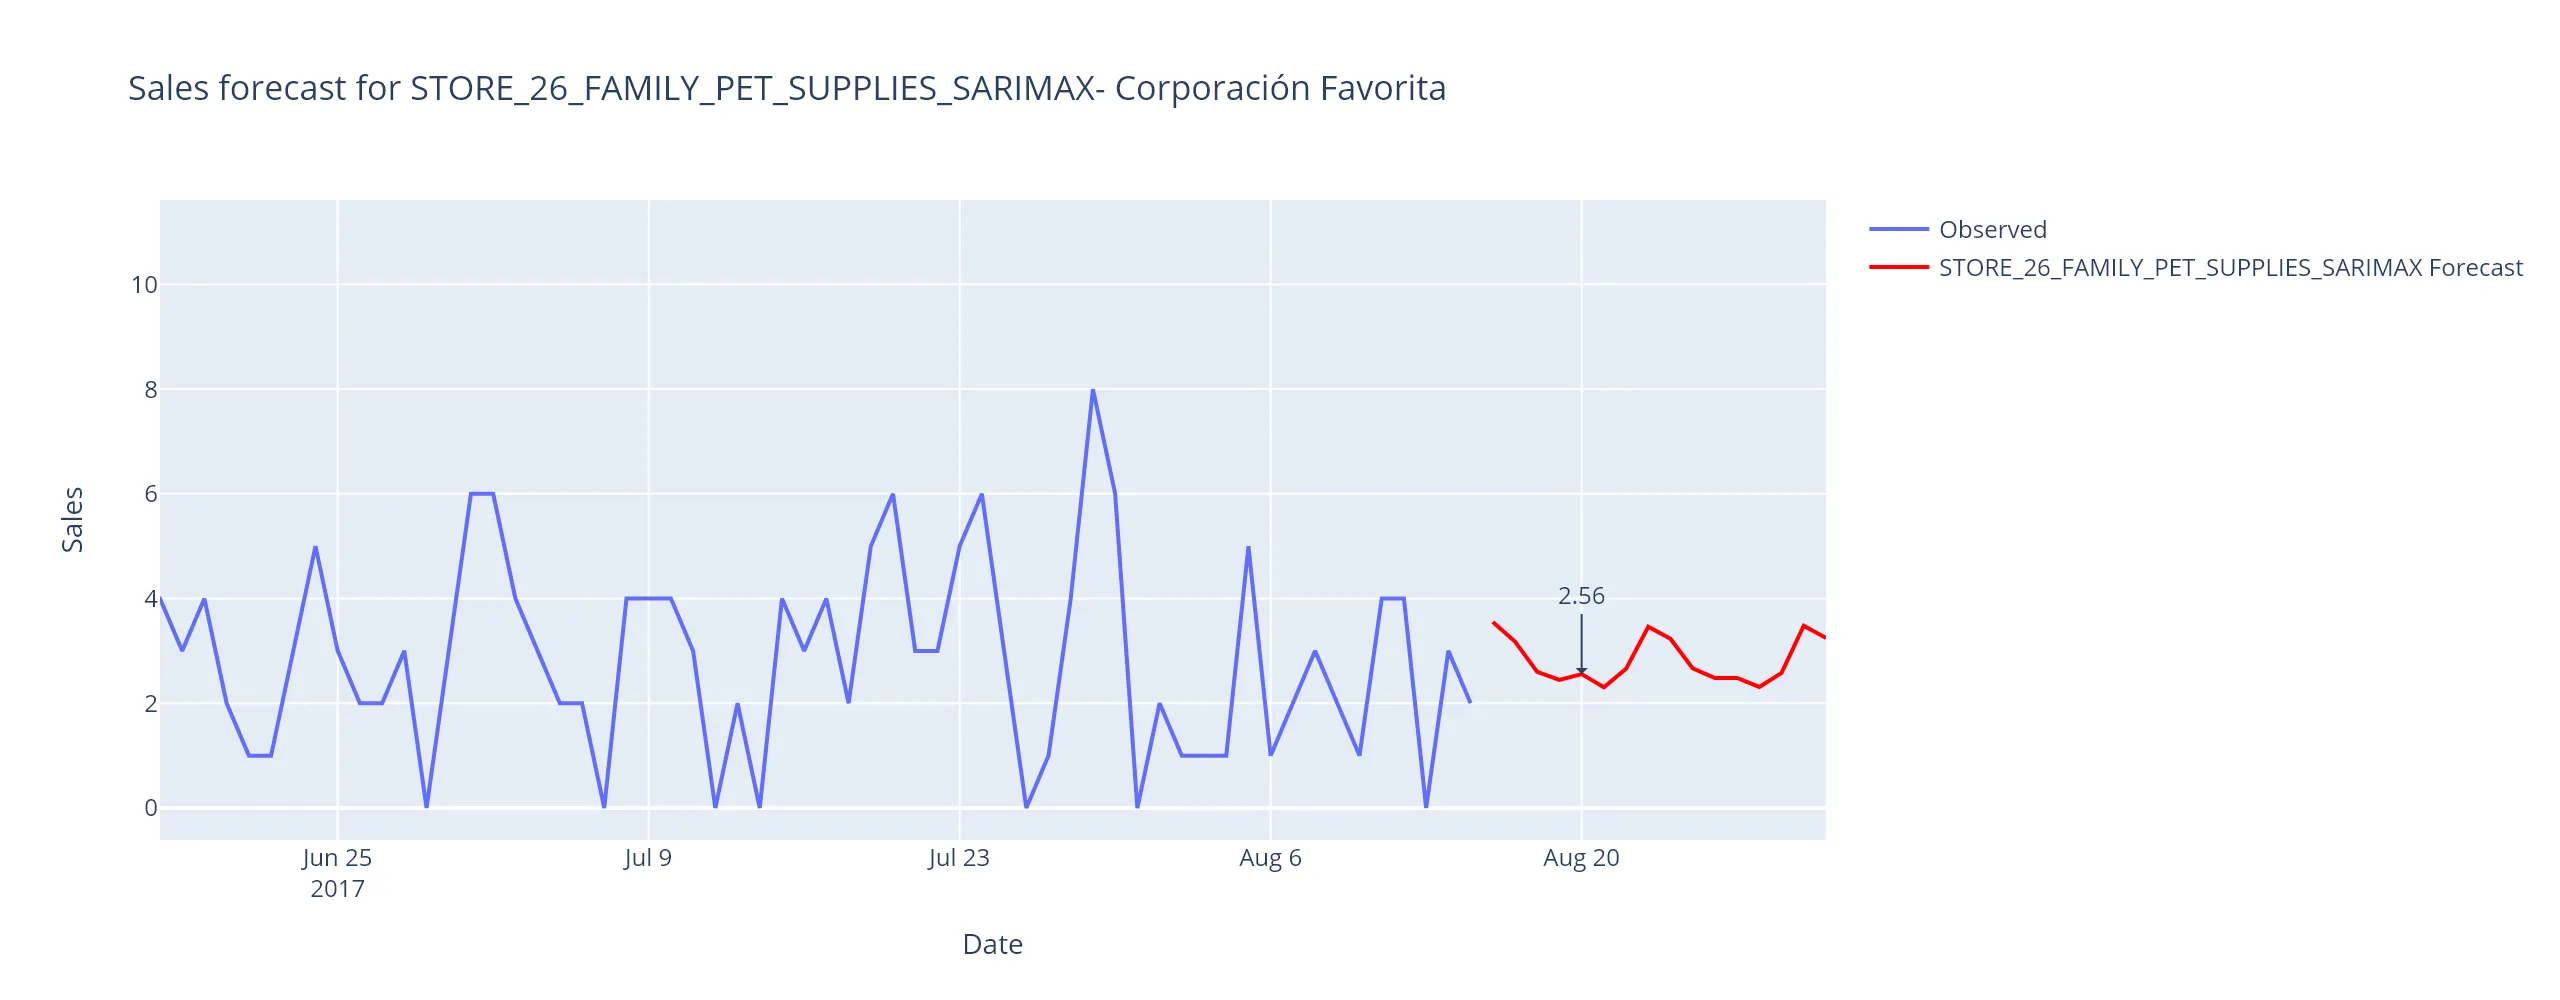 Sales forecast for STORE_26_FAMILY_PET_SUPPLIES_SARIMAX- Corporación Favorita
Observed
STORE_26_FAMILY_PET_SUPPLIES_SARIMAX Forecast
10
8
6
4
2
0
Sales
2.56
Jun 25
2017
Jul 9
Jul 23
Aug 6
Aug 20
Date